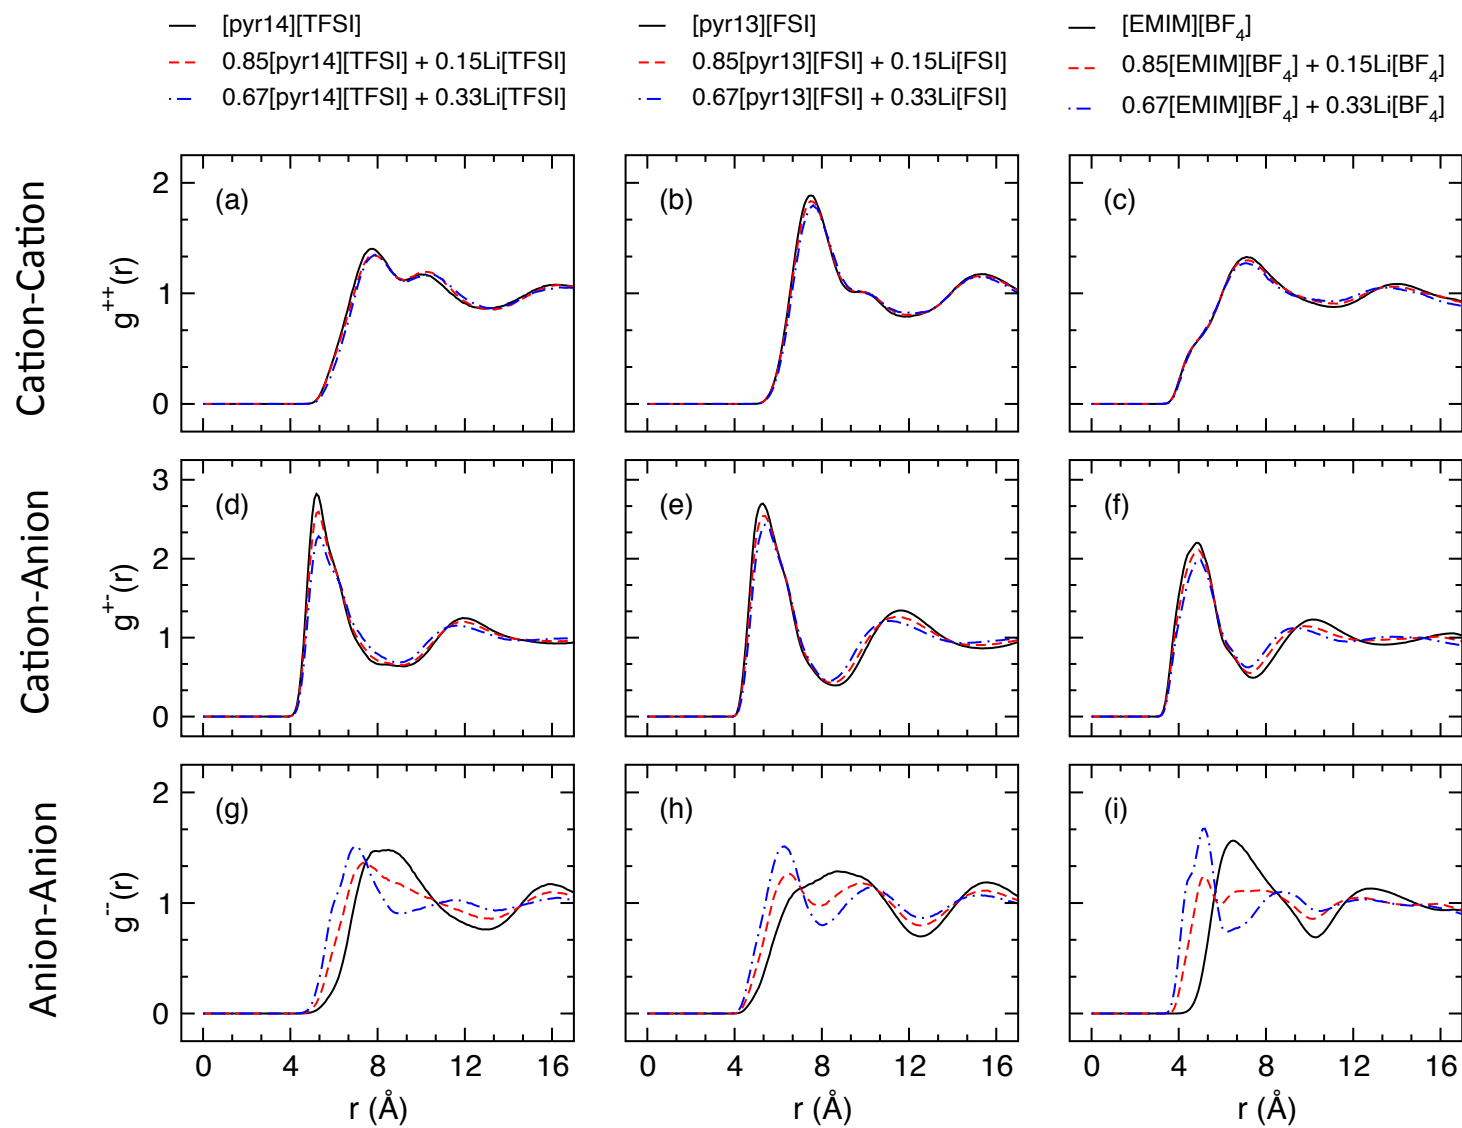 [pyr14][TFSI]
0.85[pyr14][TFSI] + 0.15Li[TFSI]
0.67[pyr14][TFSI] + 0.33Li[TFSI]
[pyr13][FSI]
0.85[pyr13][FSI] + 0.15Li[FSI]
0.67[pyr13][FSI] + 0.33Li[FSI]
[EMIM][BF4]
0.85[EMIM][BF4] + 0.15Li[BF4]
0.67[EMIM][BF4] + 0.33Li[BF4]
Cation-Cation
g++(r)
2
1
0
(a)
(b)
(c)
Cation-Anion
g+-(r)
3
2
1
0
(d)
(e)
(f)
Anion-Anion
g--(r)
2
1
0
(g)
(h)
(i)
0 4 8 12 16
0 4 8 12 16
0 4 8 12 16
r (Å)
r (Å)
r (Å)